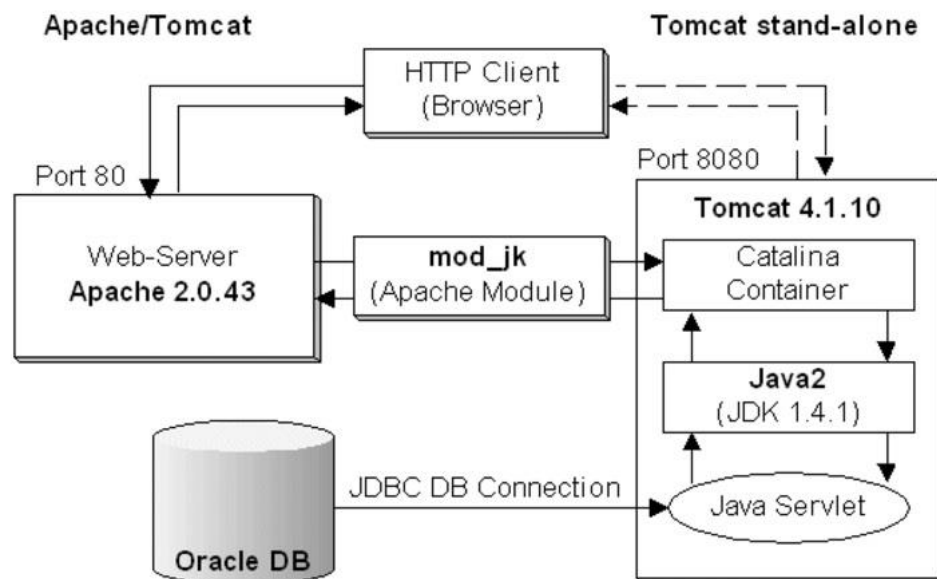 Apache/Tomcat
Tomcat stand-alone
HTTP Client
(Browser)
Port 80
Port 8080
Web-Server
Apache 2.0.43
mod_jk
(Apache Module)
Tomcat 4.1.10
Catalina
Container
Java2
(JDK 1.4.1)
JDBC DB Connection
Java Servlet
Oracle DB